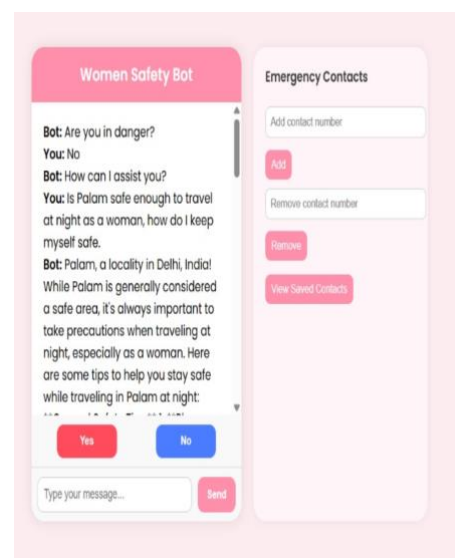 Women Safety Bot
Bot: Are you in danger?
You: No
Bot: How can I assist you?
You: Is Palam safe enough to travel
at night as a woman, how do I keep
myself safe.
Bot: Palam, a locality in Delhi, India!
While Palam is generally considered
a safe area, it's always important to
take precautions when traveling at
night, especially as a woman. Here
are some tips to help you stay safe
while traveling in Palam at night:
Yes No
Type your message... Send
Emergency Contacts
Add contact number
Add
Remove contact number
Remove
View Saved Contacts